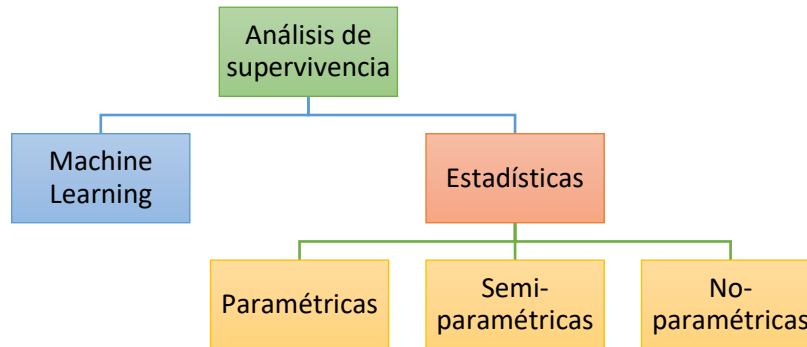 Análisis de
supervivencia
Machine
Learning
Estadísticas
Paramétricas
Semi-
paramétricas
No-
paramétricas